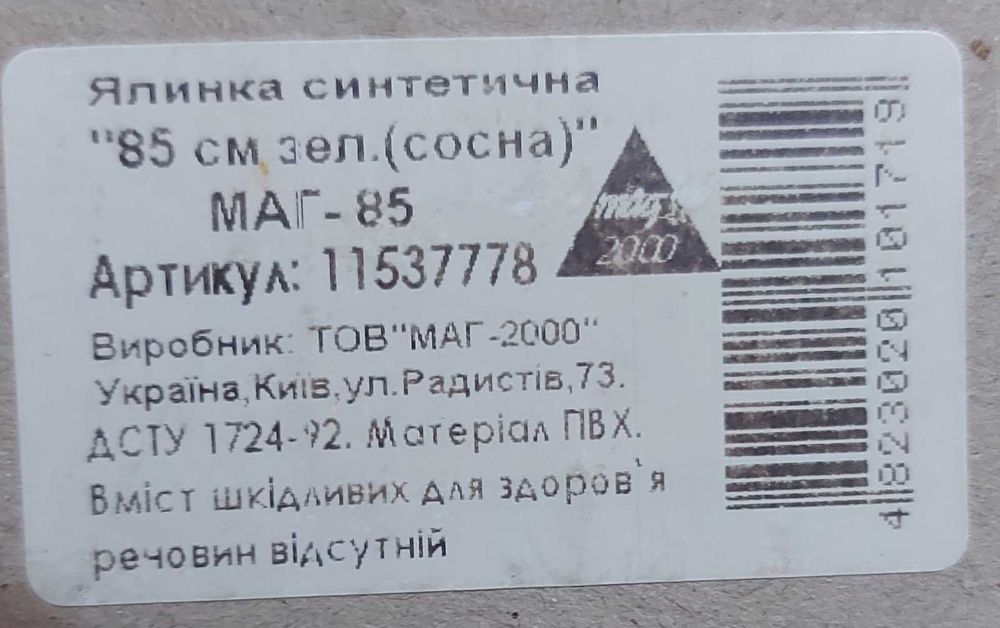 Ялинка синтетична
"85 см зел.(сосна)"
МАГ-85
Артикул: 11537778
Виробник: ТОВ"МАГ-2000"
Україна,Київ,ул.Радистів,73.
ДСТУ 1724-92. Матеріал ПВХ.
Вміст шкідливих для здоров'я
речовин відсутній
2000
4823020101719